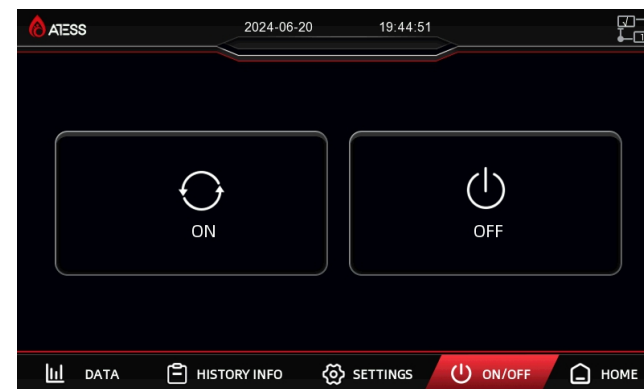 ATESS 2024-06-20 19:44:51
ON OFF
DATA HISTORY INFO SETTINGS ON/OFF HOME